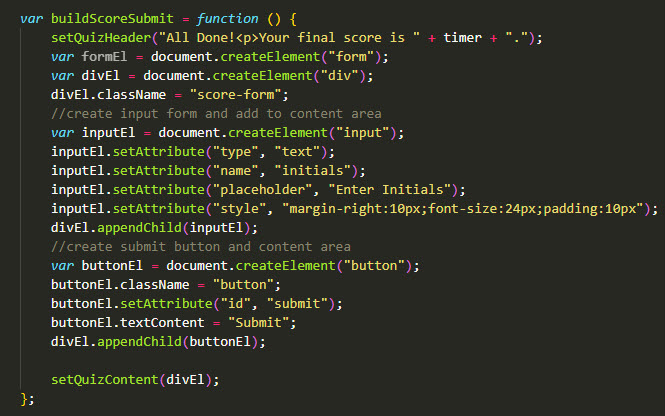 var buildScoreSubmit = function () {
    setQuizHeader("All Done!<p>Your final score is " + timer + ".");
    var formEl = document.createElement("form");
    var divEl = document.createElement("div");
    divEl.className = "score-form";
    //create input form and add to content area
    var inputEl = document.createElement("input");
    inputEl.setAttribute("type", "text");
    inputEl.setAttribute("name", "initials");
    inputEl.setAttribute("placeholder", "Enter Initials");
    inputEl.setAttribute("style", "margin-right:10px;font-size:24px;padding:10px");
    divEl.appendChild(inputEl);
    //create submit button and content area
    var buttonEl = document.createElement("button");
    buttonEl.className = "button";
    buttonEl.setAttribute("id", "submit");
    buttonEl.textContent = "Submit";
    divEl.appendChild(buttonEl);

    setQuizContent(divEl);
};